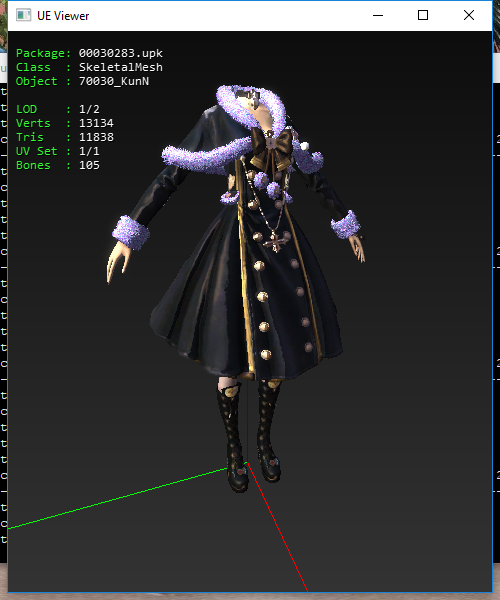 UE Viewer
Package: 00030283.upk
Class : SkeletalMesh
Object : 70030_KunN
LOD : 1/2
Verts : 13134
Tris : 11838
UV Set : 1/1
Bones : 105